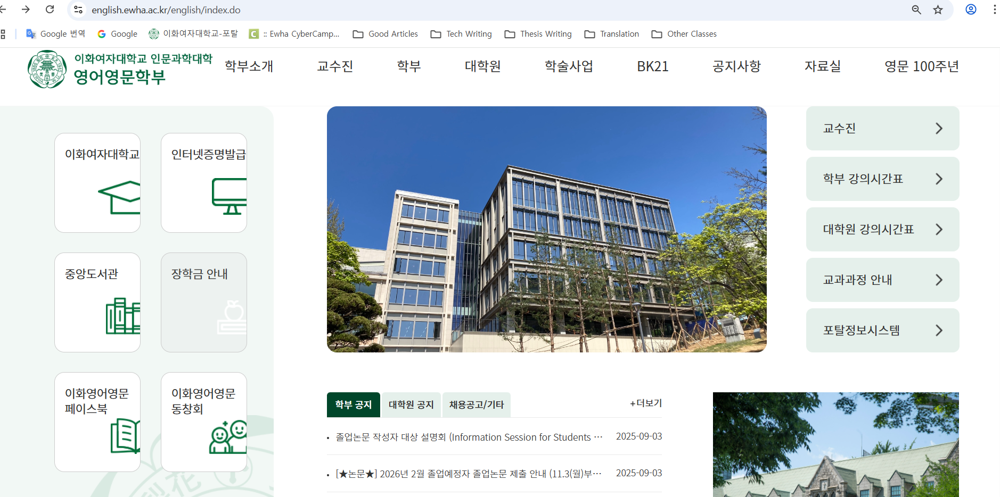 english.ewha.ac.kr/english/index.do
Google 번역
Google
이화여자대학교-포탈
:: Ewha CyberCamp...
Good Articles
Tech Writing
Thesis Writing
Translation
Other Classes
이화여자대학교 인문과학대학
영어영문학부
학부소개
교수진
학부
대학원
학술사업
BK21
공지사항
자료실
영문 100주년
이화여자대학교
인터넷증명발급
중앙도서관
장학금 안내
이화영어영문
페이스북
이화영어영문
동창회
교수진
학부 강의시간표
대학원 강의시간표
교과과정 안내
포탈정보시스템
학부 공지
대학원 공지
채용공고/기타
+더보기
졸업논문 작성자 대상 설명회 (Information Session for Students ··· 2025-09-03
[★논문★] 2026년 2월 졸업예정자 졸업논문 제출 안내 (11.3(월)부··· 2025-09-03